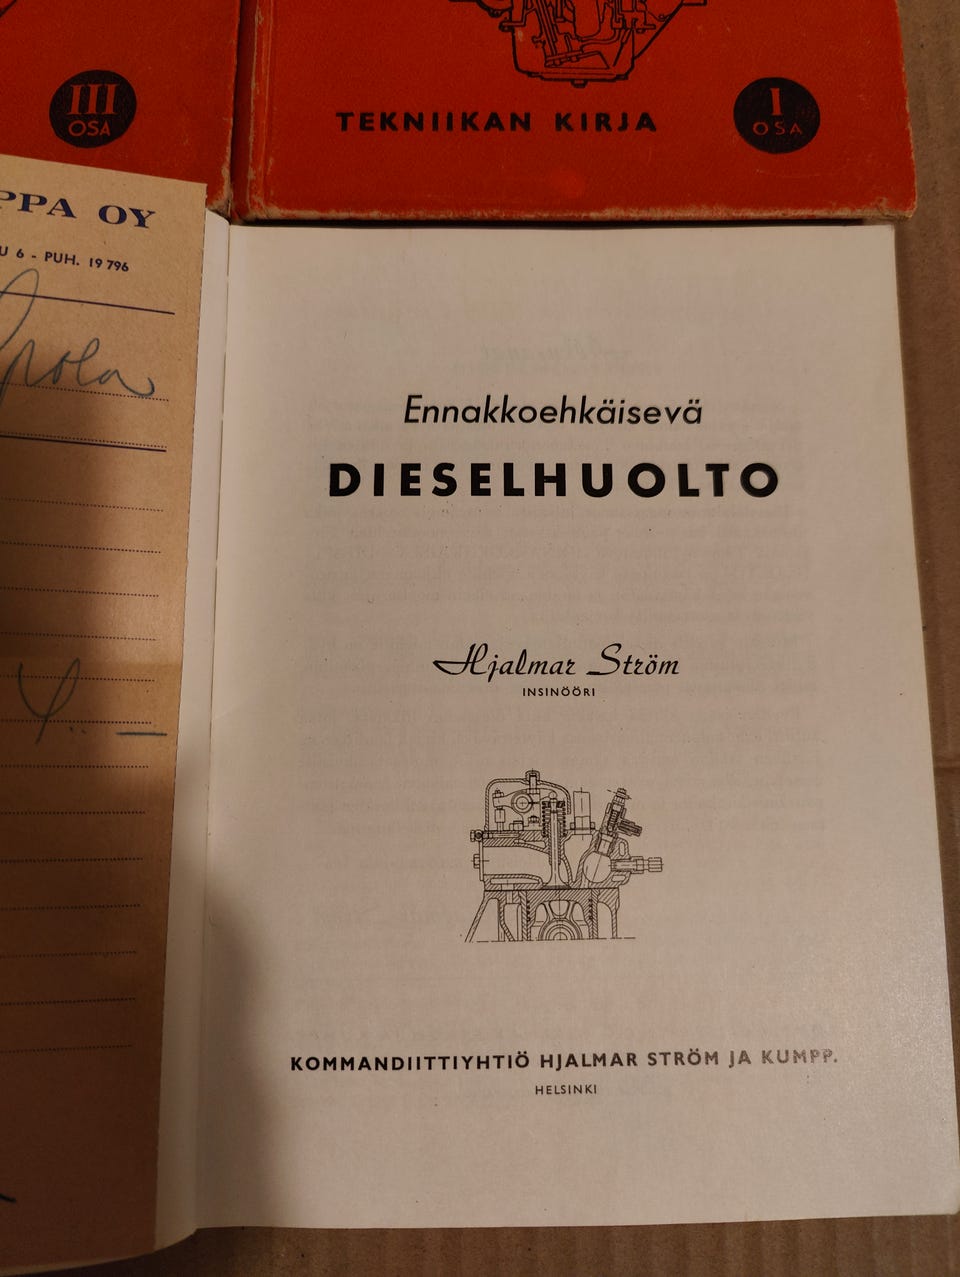 III
OSA
TEKNIIKAN KIRJA
I
OSA
PPA OY
U 6 - PUH. 19 796
Ennakkoehkäisevä
DIESELHUOLTO
Hjalmar Ström
INSINÖÖRI
KOMMANDIITTIYHTIÖ HJALMAR STRÖM JA KUMPP.
HELSINKI